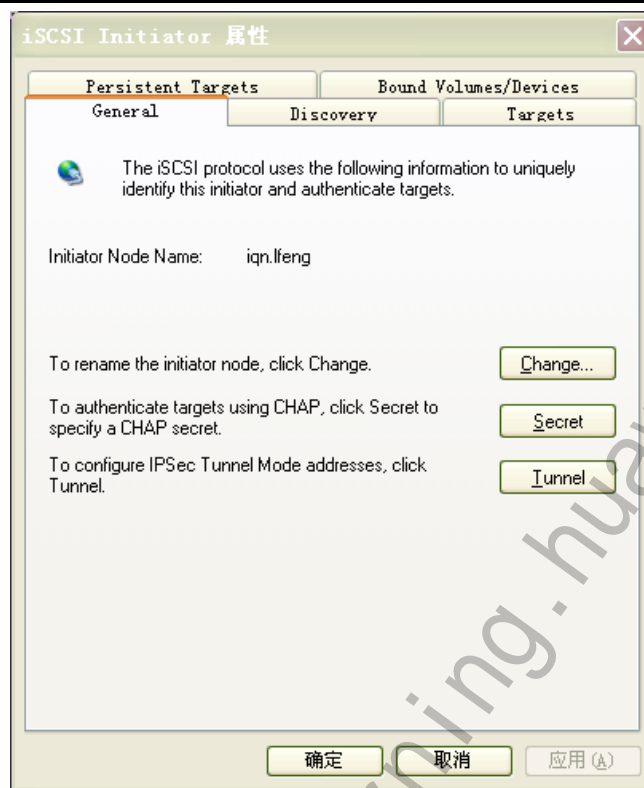 iSCSI Initiator 属性
Persistent Targets
Bound Volumes/Devices
General
Discovery
Targets
The iSCSI protocol uses the following information to uniquely
identify this initiator and authenticate targets.
Initiator Node Name: iqn.lfeng
To rename the initiator node, click Change.
Change...
To authenticate targets using CHAP, click Secret to
specify a CHAP secret.
Secret
To configure IPSec Tunnel Mode addresses, click
Tunnel.
Tunnel
确定
取消
应用(A)